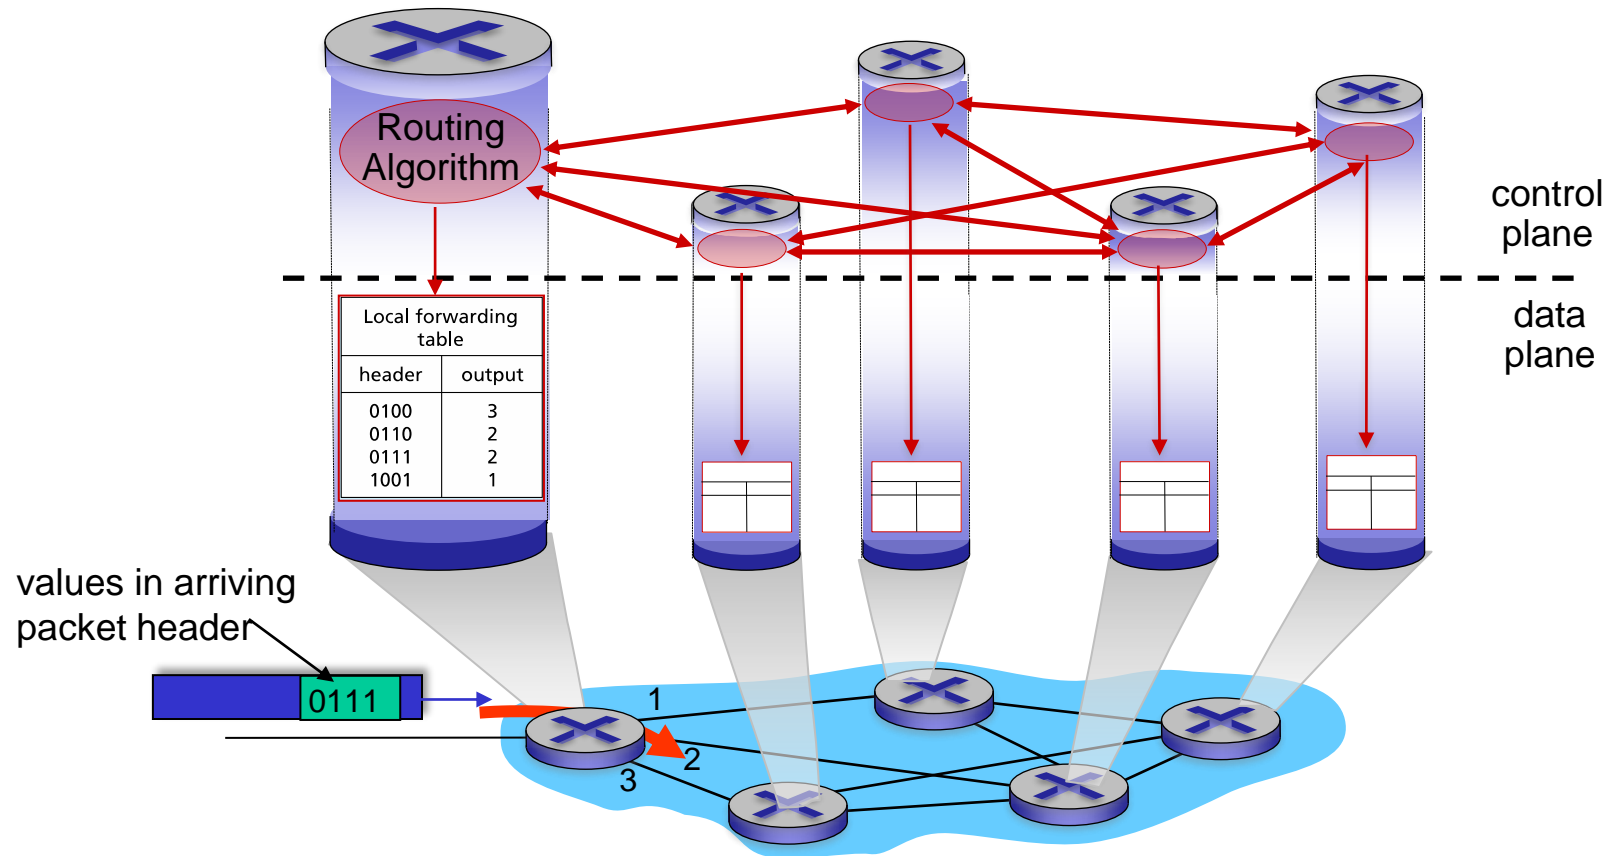 Routing
Algorithm
control
plane
data
plane
Local forwarding
table
header output
0100 3
0110 2
0111 2
1001 1
values in arriving
packet header
0111
1
2
3